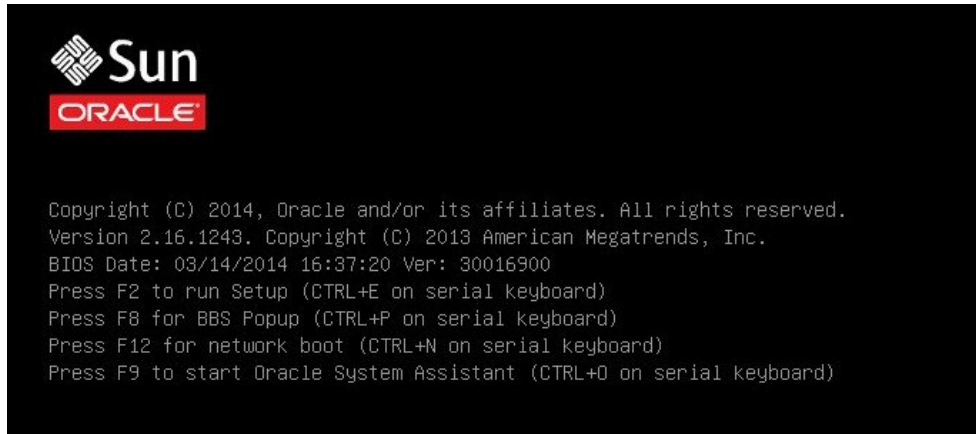 Sun
ORACLE
Copyright (C) 2014, Oracle and/or its affiliates. All rights reserved.
Version 2.16.1243. Copyright (C) 2013 American Megatrends, Inc.
BIOS Date: 03/14/2014 16:37:20 Ver: 30016900
Press F2 to run Setup (CTRL+E on serial keyboard)
Press F8 for BBS Popup (CTRL+P on serial keyboard)
Press F12 for network boot (CTRL+N on serial keyboard)
Press F9 to start Oracle System Assistant (CTRL+O on serial keyboard)